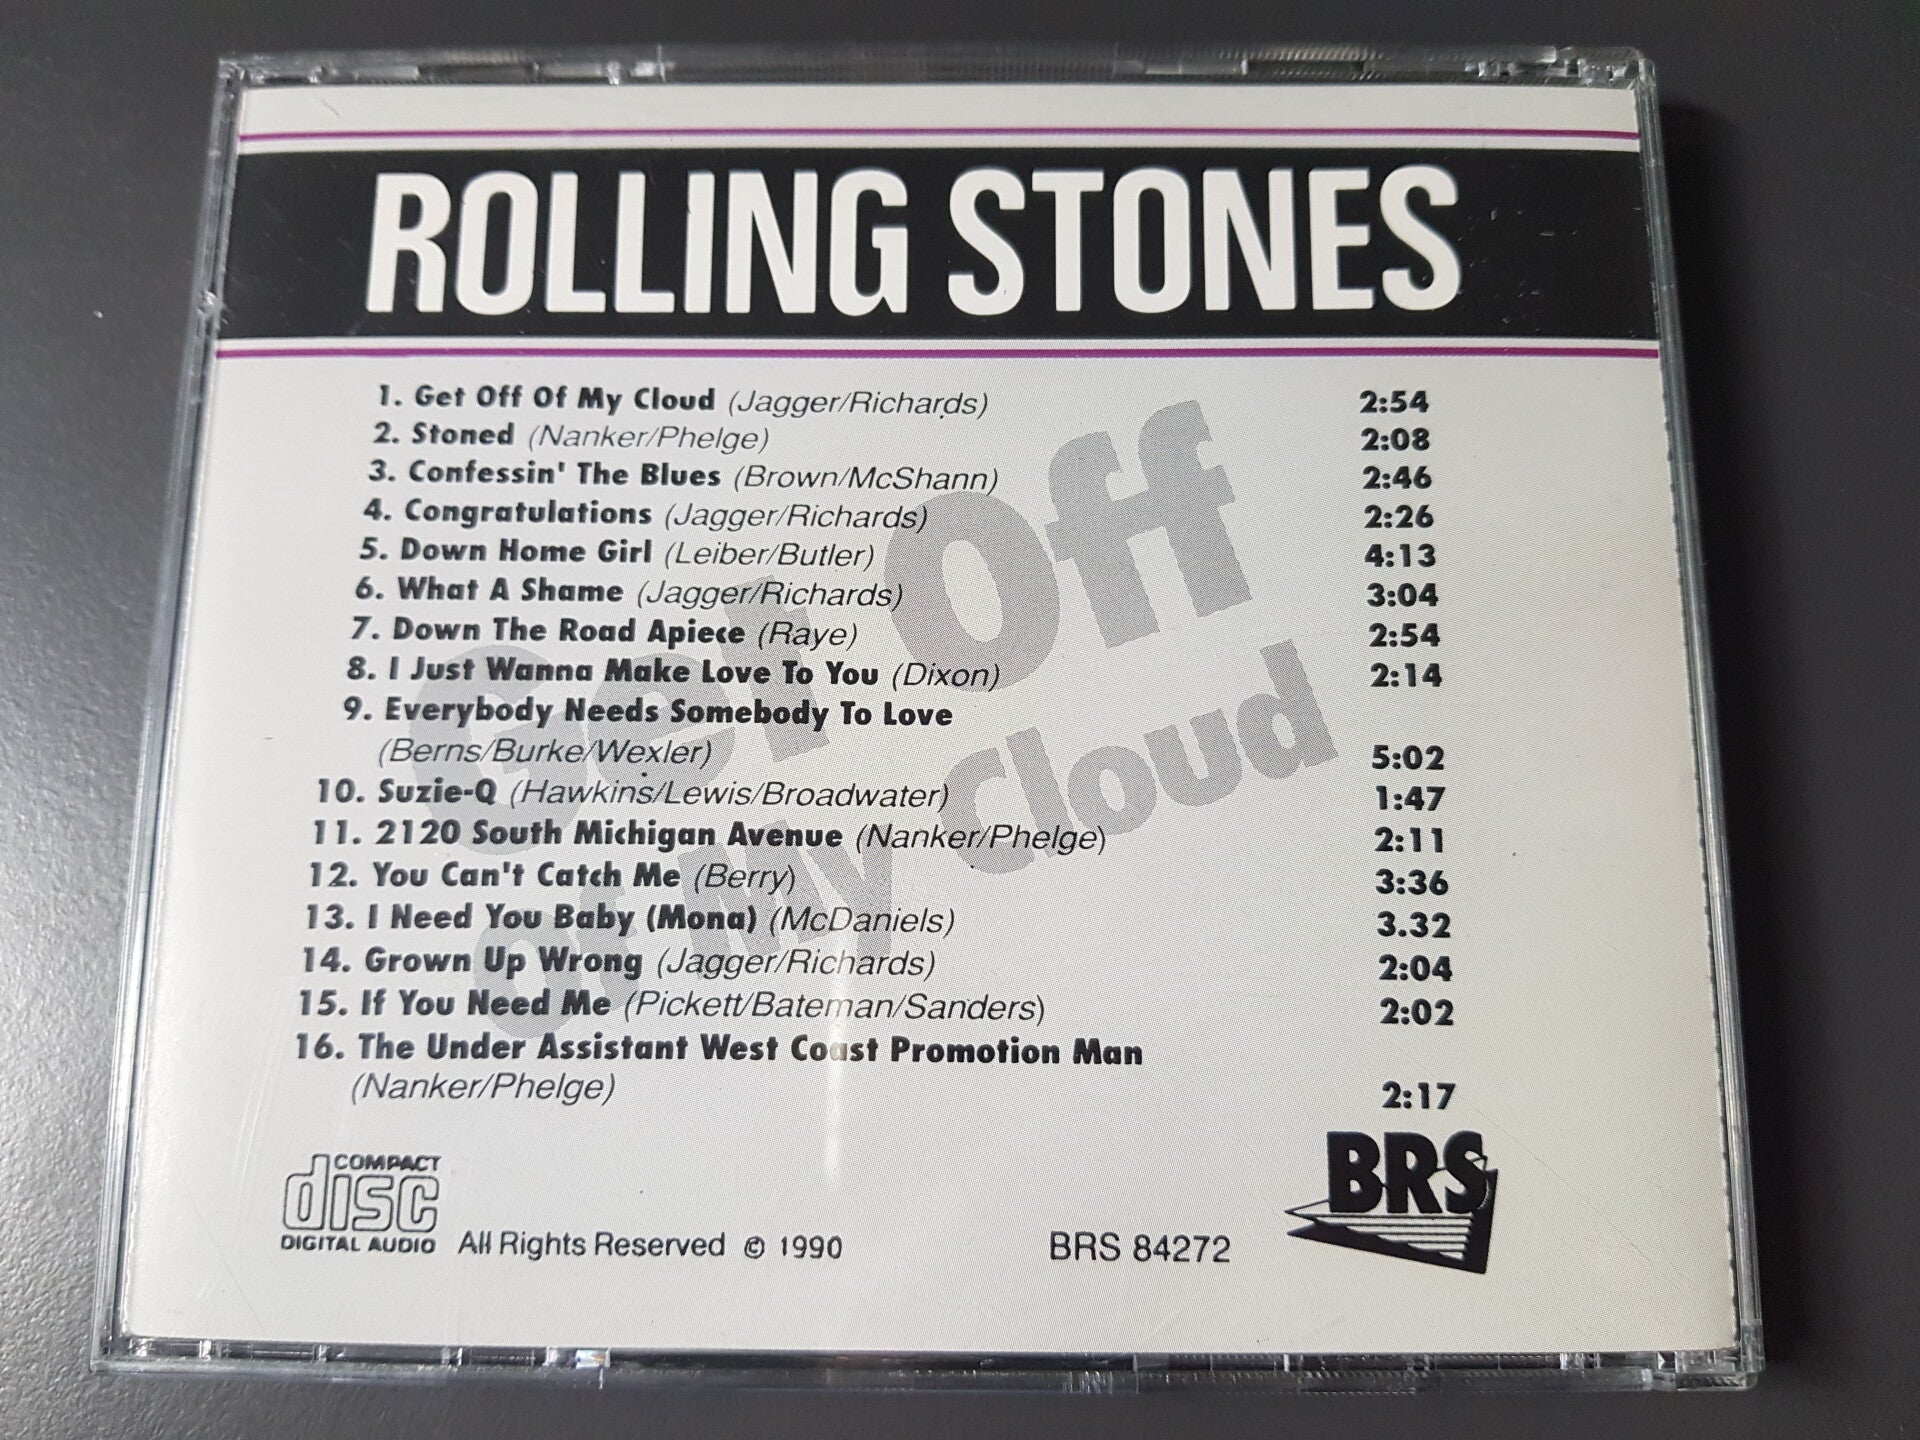 ROLLING STONES
1. Get Off Of My Cloud (Jagger/Richards) 2:54
2. Stoned (Nanker/Phelge) 2:08
3. Confessin' The Blues (Brown/McShann) 2:46
4. Congratulations (Jagger/Richards) 2:26
5. Down Home Girl (Leiber/Butler) 4:13
6. What A Shame (Jagger/Richards) 3:04
7. Down The Road Apiece (Raye) 2:54
8. I Just Wanna Make Love To You (Dixon) 2:14
9. Everybody Needs Somebody To Love
(Berns/Burke/Wexler) 5:02
10. Suzie-Q (Hawkins/Lewis/Broadwater) 1:47
11. 2120 South Michigan Avenue (Nanker/Phelge) 2:11
12. You Can't Catch Me (Berry) 3:36
13. I Need You Baby (Mona) (McDaniels) 3.32
14. Grown Up Wrong (Jagger/Richards) 2:04
15. If You Need Me (Pickett/Bateman/Sanders) 2:02
16. The Under Assistant West Coast Promotion Man
(Nanker/Phelge) 2:17
Get Off
Of My Cloud
COMPACT
disc
DIGITAL AUDIO
All Rights Reserved © 1990
BRS 84272
BRS